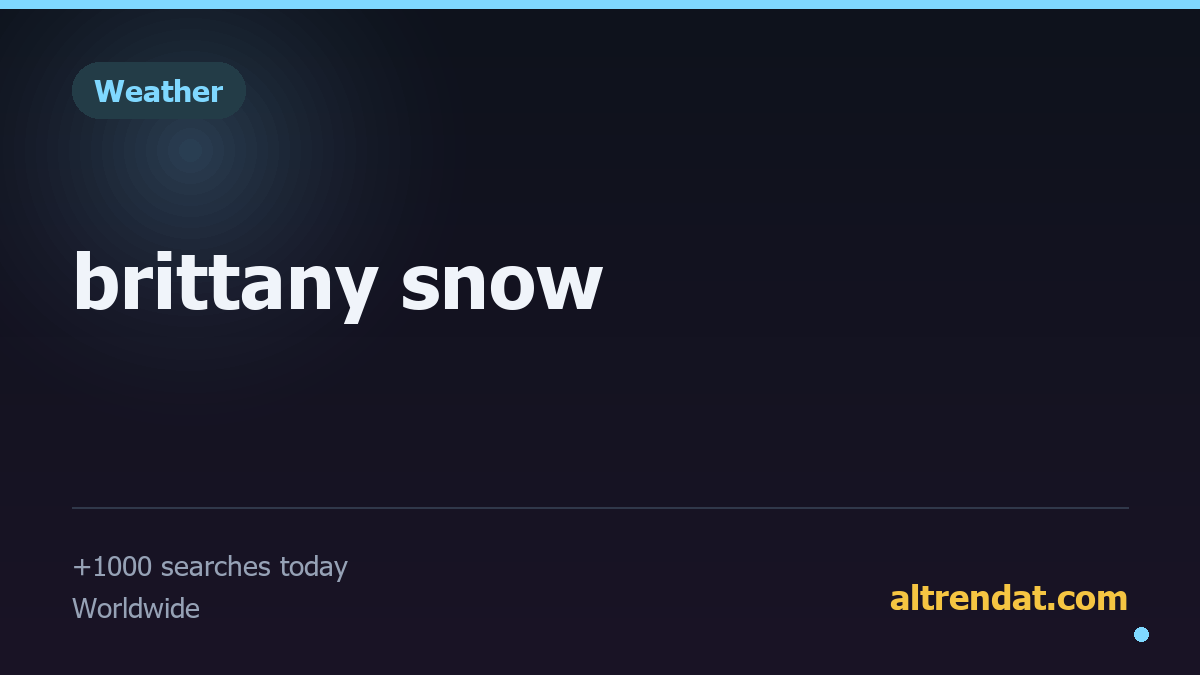 Weather
brittany snow
+1000 searches today
Worldwide
altrendat.com